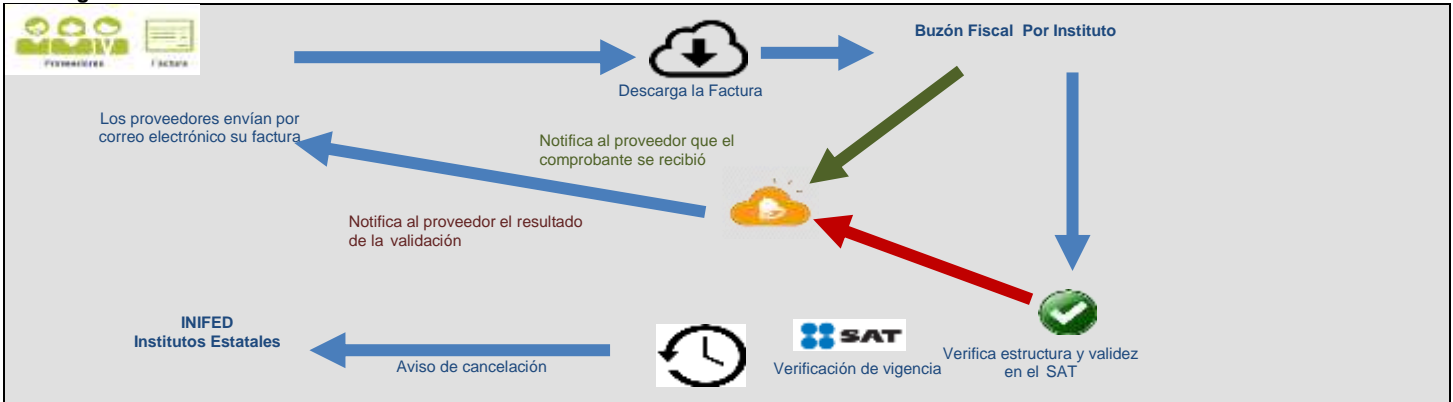 Proveedores
Factura
Buzón Fiscal Por Instituto
Descarga la Factura
Los proveedores envían por
correo electrónico su factura
Notifica al proveedor que el
comprobante se recibió
Notifica al proveedor el resultado
de la validación
INIFED
Institutos Estatales
Aviso de cancelación
SAT
Verificación de vigencia
Verifica estructura y validez
en el SAT